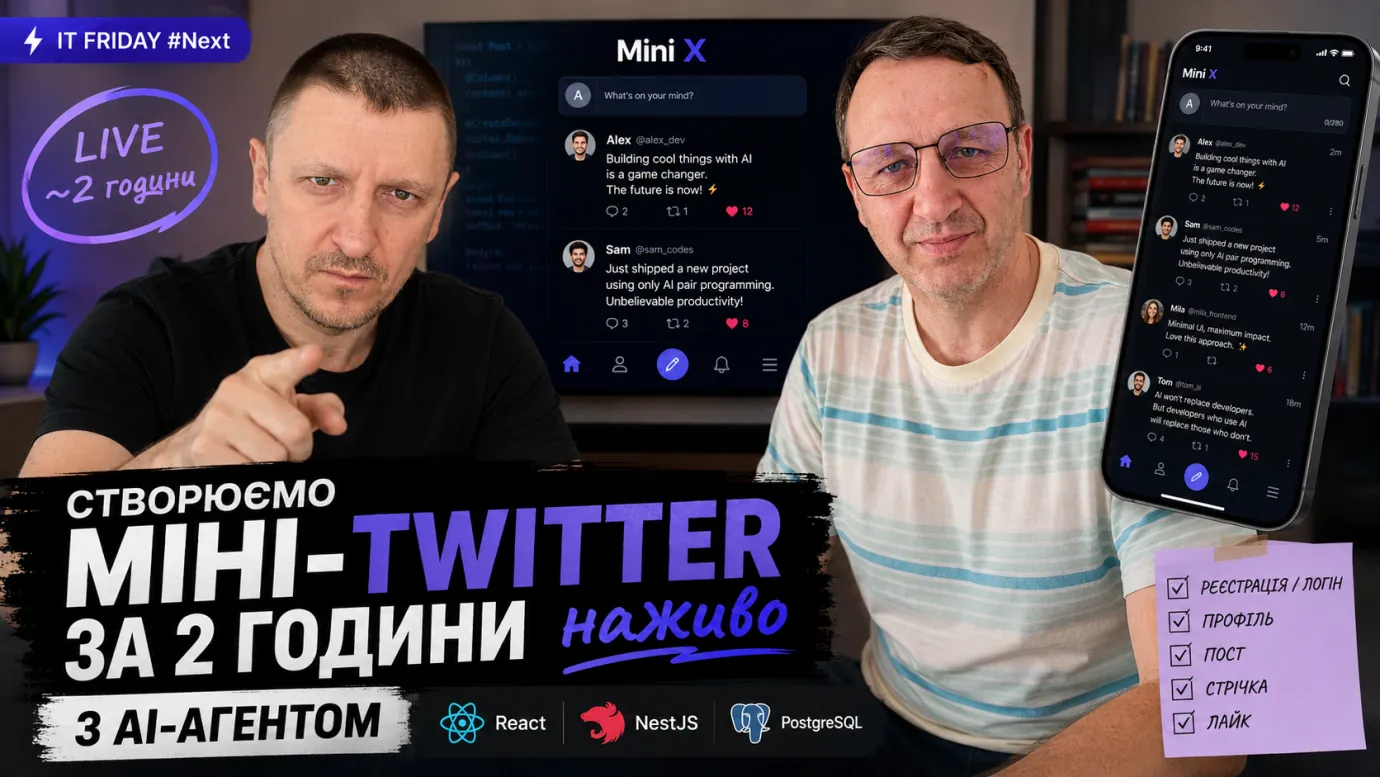 IT FRIDAY #Next
LIVE
~2 години
Mini X
A
What's on your mind?
Alex @alex_dev
Building cool things with AI
is a game changer.
The future is now! ⚡
2 1 12
Sam @sam_codes
Just shipped a new project
using only AI pair programming.
Unbelievable productivity!
3 2 8
9:41
Mini X
A
What's on your mind?
0/280
Alex @alex_dev 2m
Building cool things with AI
is a game changer.
The future is now! ⚡
2 1 12
Sam @sam_codes 5m
Just shipped a new project
using only AI pair programming.
Unbelievable productivity!
3 2 8
Mila @mila_frontend 12m
Minimal UI, maximum impact.
Love this approach. ✨
1 6
Tom @tom_js 18m
AI won't replace developers.
But developers who use AI
will replace those who don't.
4 1 15
СТВОРЮЄМО
МІНІ-TWITTER
ЗА 2 ГОДИНИ наживо
З AI-АГЕНТОМ
React
NestJS
PostgreSQL
РЕЄСТРАЦІЯ / ЛОГІН
ПРОФІЛЬ
ПОСТ
СТРІЧКА
ЛАЙК